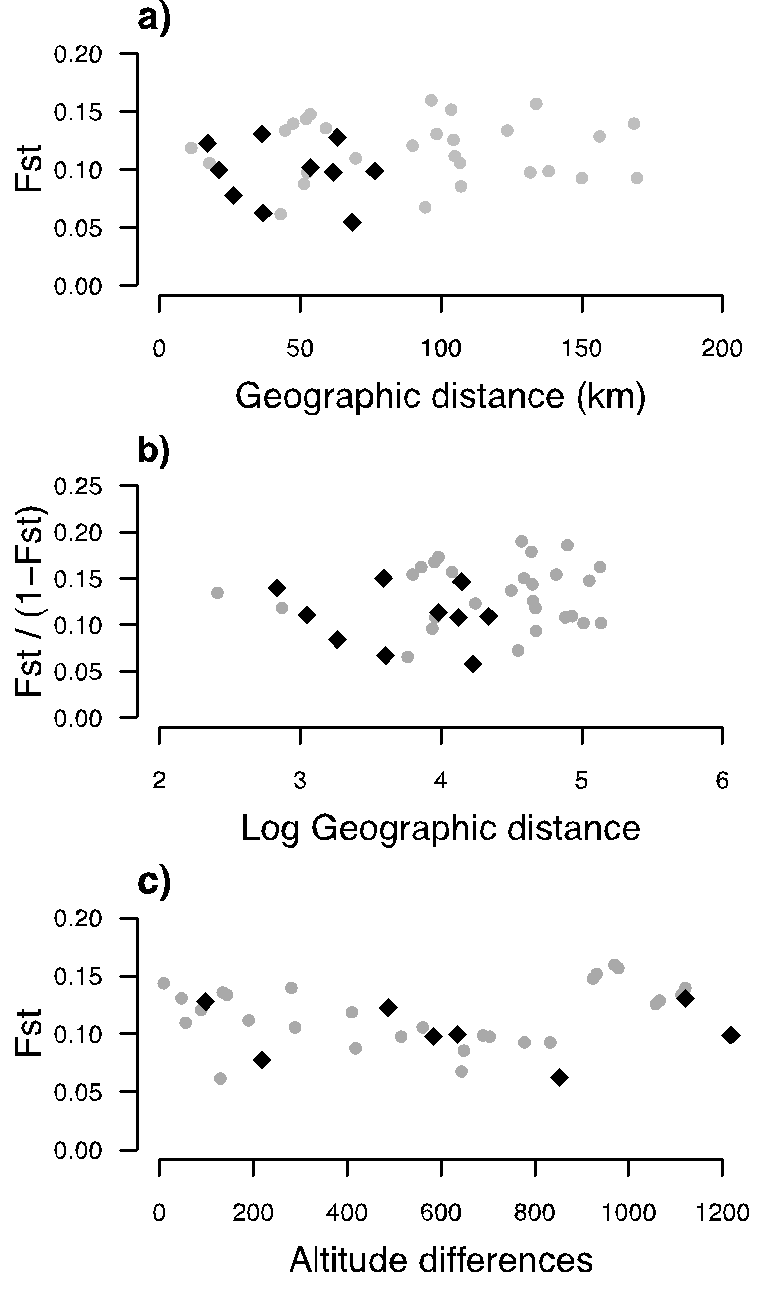 a)
0.20
0.15
0.10
0.05
0.00
Fst
0 50 100 150 200
Geographic distance (km)
b)
0.25
0.20
0.15
0.10
0.05
0.00
Fst / (1−Fst)
2 3 4 5 6
Log Geographic distance
c)
0.20
0.15
0.10
0.05
0.00
Fst
0 200 400 600 800 1000 1200
Altitude differences